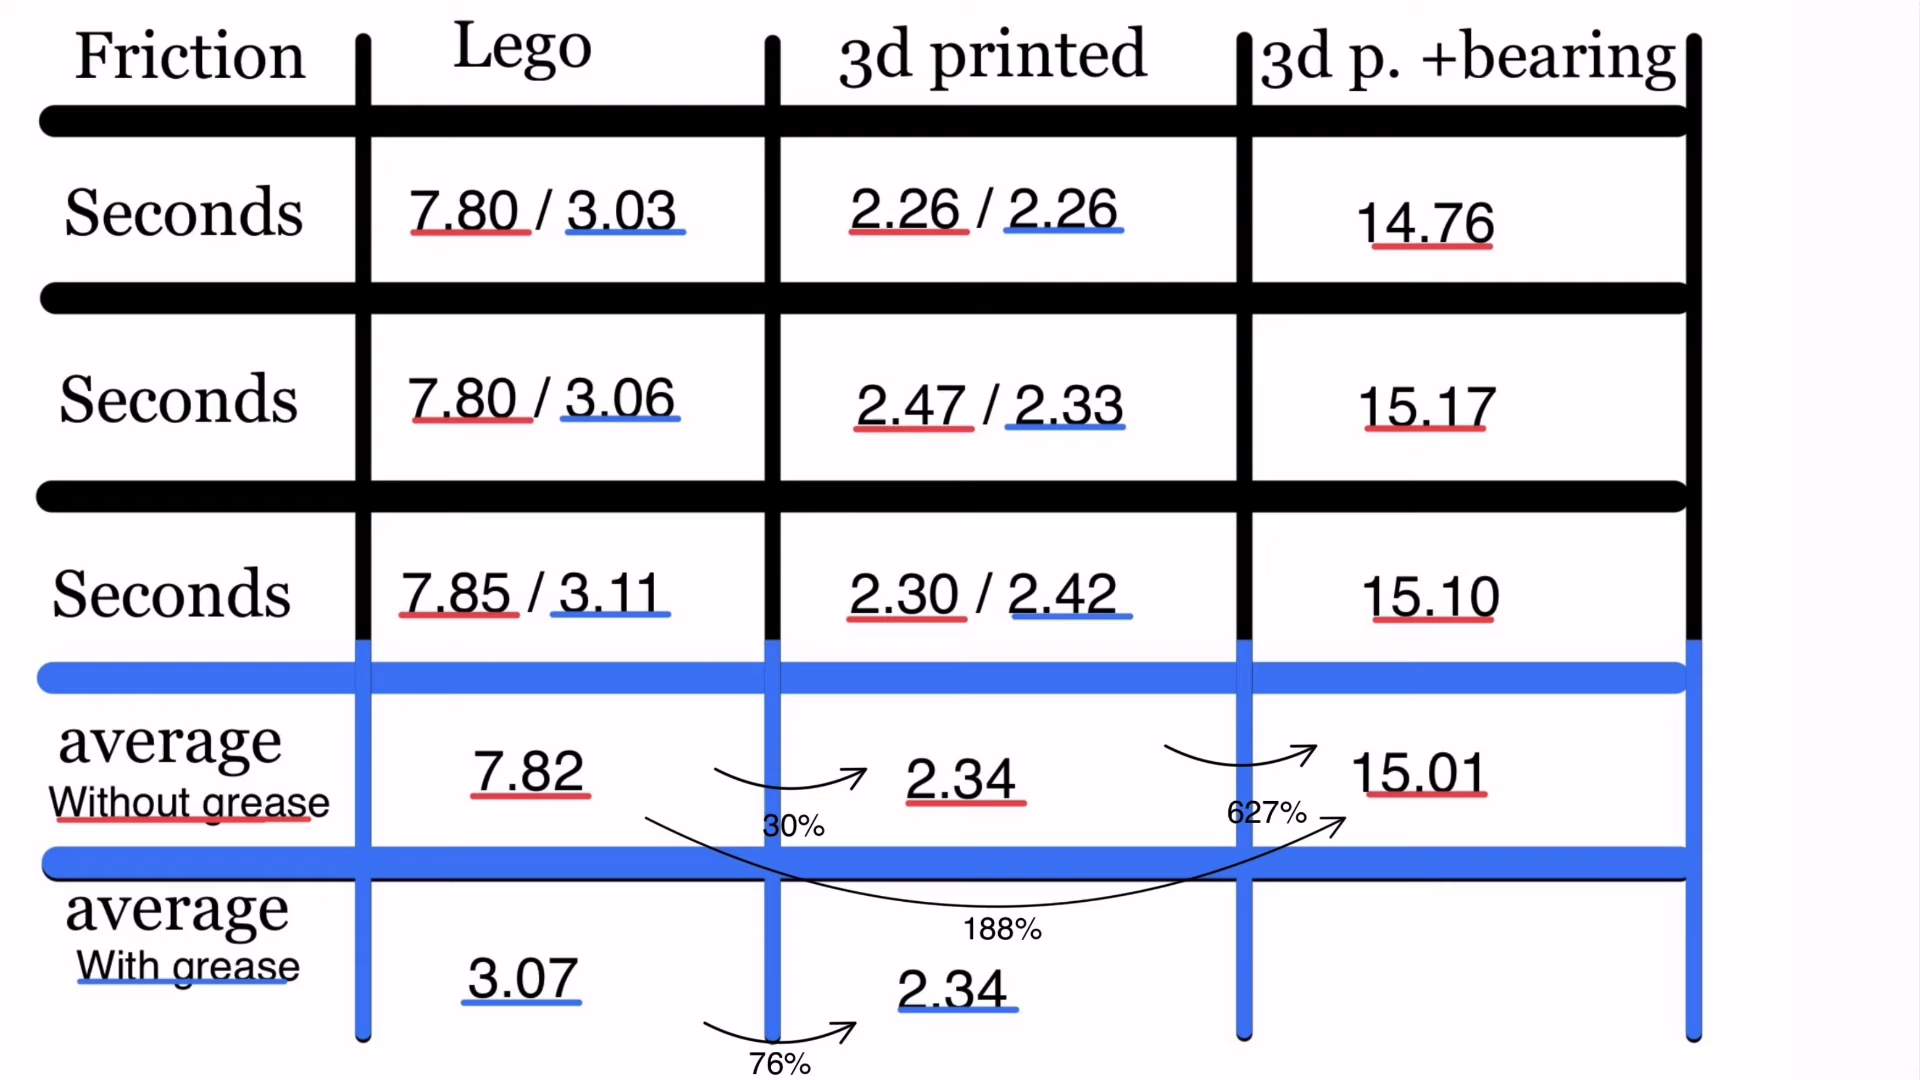 Friction Lego 3d printed 3d p. +bearing
Seconds 7.80 / 3.03 2.26 / 2.26 14.76
Seconds 7.80 / 3.06 2.47 / 2.33 15.17
Seconds 7.85 / 3.11 2.30 / 2.42 15.10
average 7.82 2.34 15.01
Without grease 30% 627%
average 188%
With grease 3.07 2.34
76%